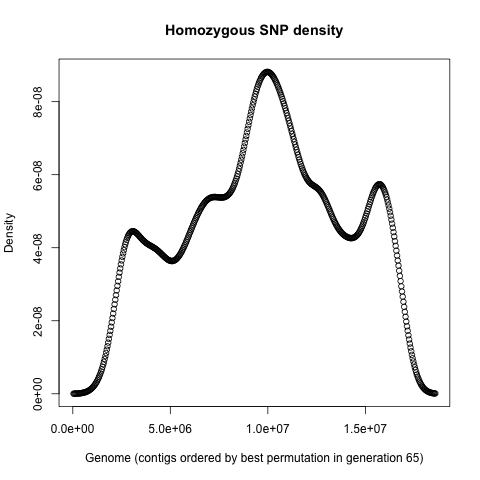 Homozygous SNP density
Density
8e-08
6e-08
4e-08
2e-08
0e+00
0.0e+00 5.0e+06 1.0e+07 1.5e+07
Genome (contigs ordered by best permutation in generation 65)